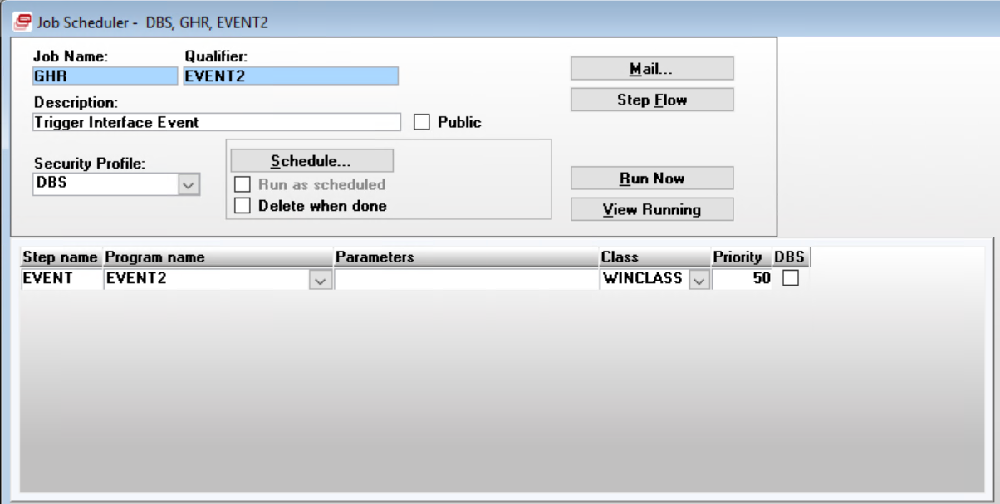 Job Scheduler - DBS, GHR, EVENT2
Job Name: Qualifier:
GHR EVENT2
Mail...
Description:
Step Flow
Trigger Interface Event Public
Security Profile:
DBS
Schedule...
Run as scheduled
Delete when done
Run Now
View Running
Step name Program name Parameters Class Priority DBS
EVENT EVENT2 WINCLASS 50